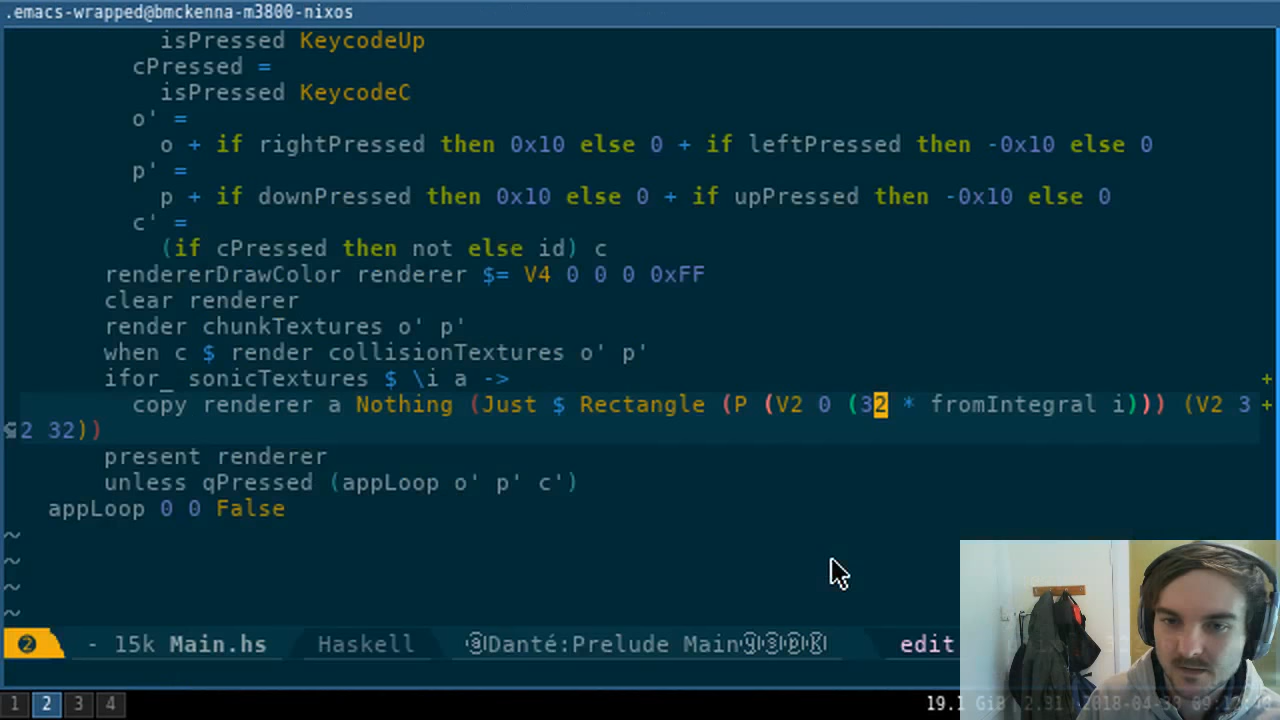 .emacs-wrapped@bmckenna-m3800-nixos
isPressed KeycodeUp
cPressed =
isPressed KeycodeC
o' =
o + if rightPressed then 0x10 else 0 + if leftPressed then -0x10 else 0
p' =
p + if downPressed then 0x10 else 0 + if upPressed then -0x10 else 0
c' =
(if cPressed then not else id) c
rendererDrawColor renderer $= V4 0 0 0 0xFF
clear renderer
render chunkTextures o' p'
when c $ render collisionTextures o' p'
ifor_ sonicTextures $ \i a -> +
copy renderer a Nothing (Just $ Rectangle (P (V2 0 (32 * fromIntegral i))) (V2 3 +
2 32))
present renderer
unless qPressed (appLoop o' p' c')
appLoop 0 0 False
~
~
~
~
❷ - 15k Main.hs Haskell ⓢDanté:Prelude Main edit
1 2 3 4 19.1 GiB 2.31 2018-04-30